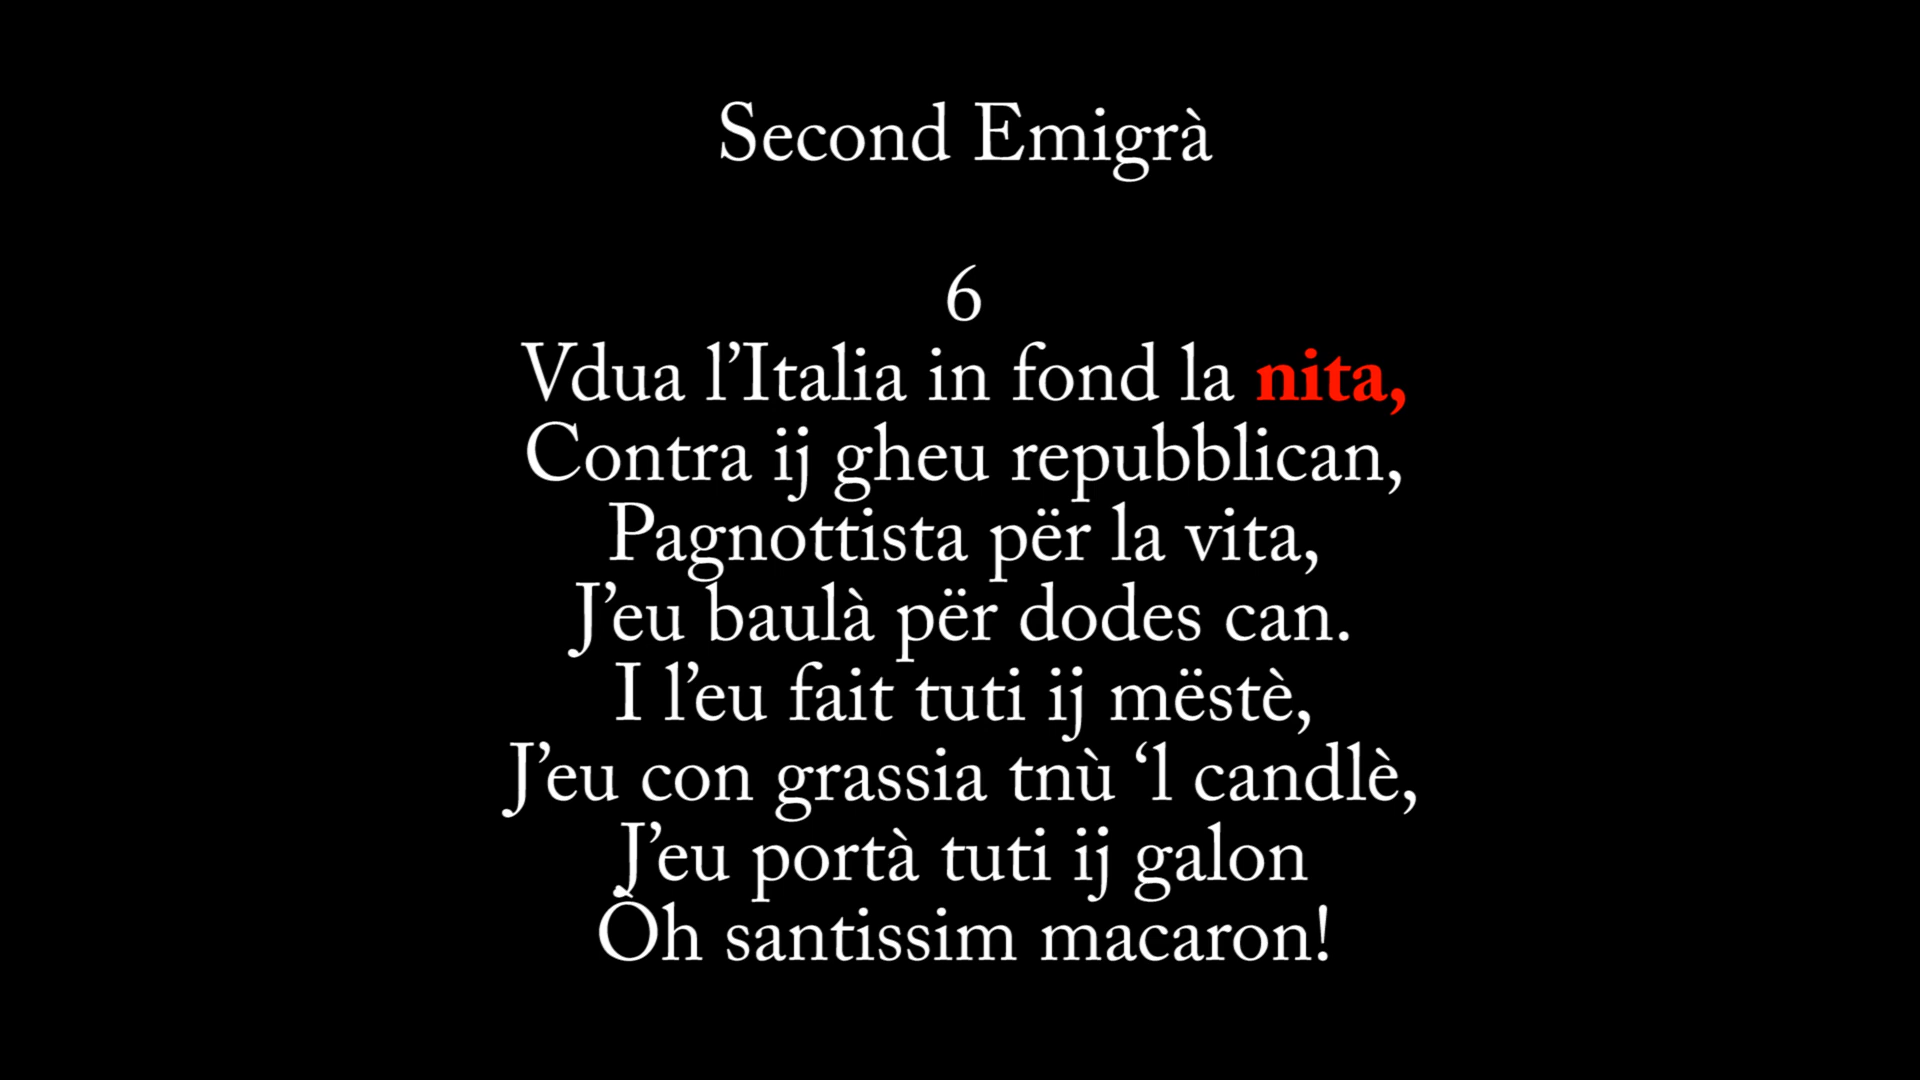 Second Emigrà
6
Vdua l’Italia in fond la nita,
Contra ij gheu repubblican,
Pagnottista për la vita,
J’eu baulà për dodes can.
I l’eu fait tuti ij mëstè,
J’eu con grassia tnù ‘l candlè,
J’eu portà tuti ij galon
Òh santissim macaron!